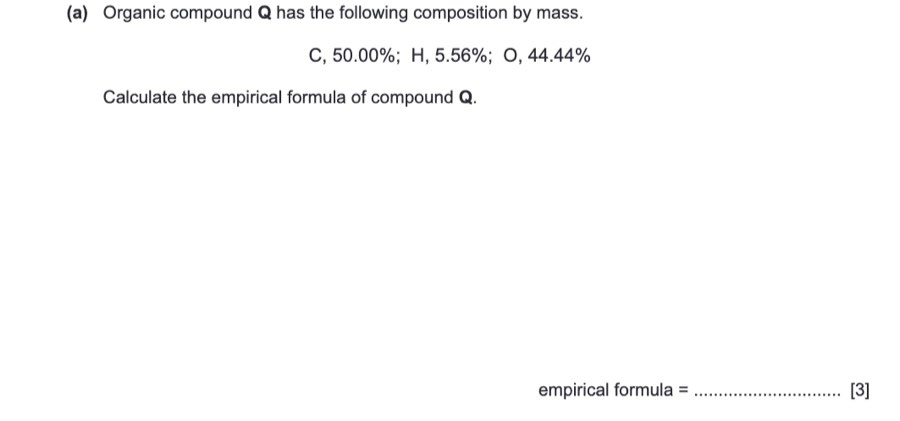 (a) Organic compound Q has the following composition by mass.
C, 50.00%; H, 5.56%; O, 44.44%
Calculate the empirical formula of compound Q.
empirical formula = .............................. [3]